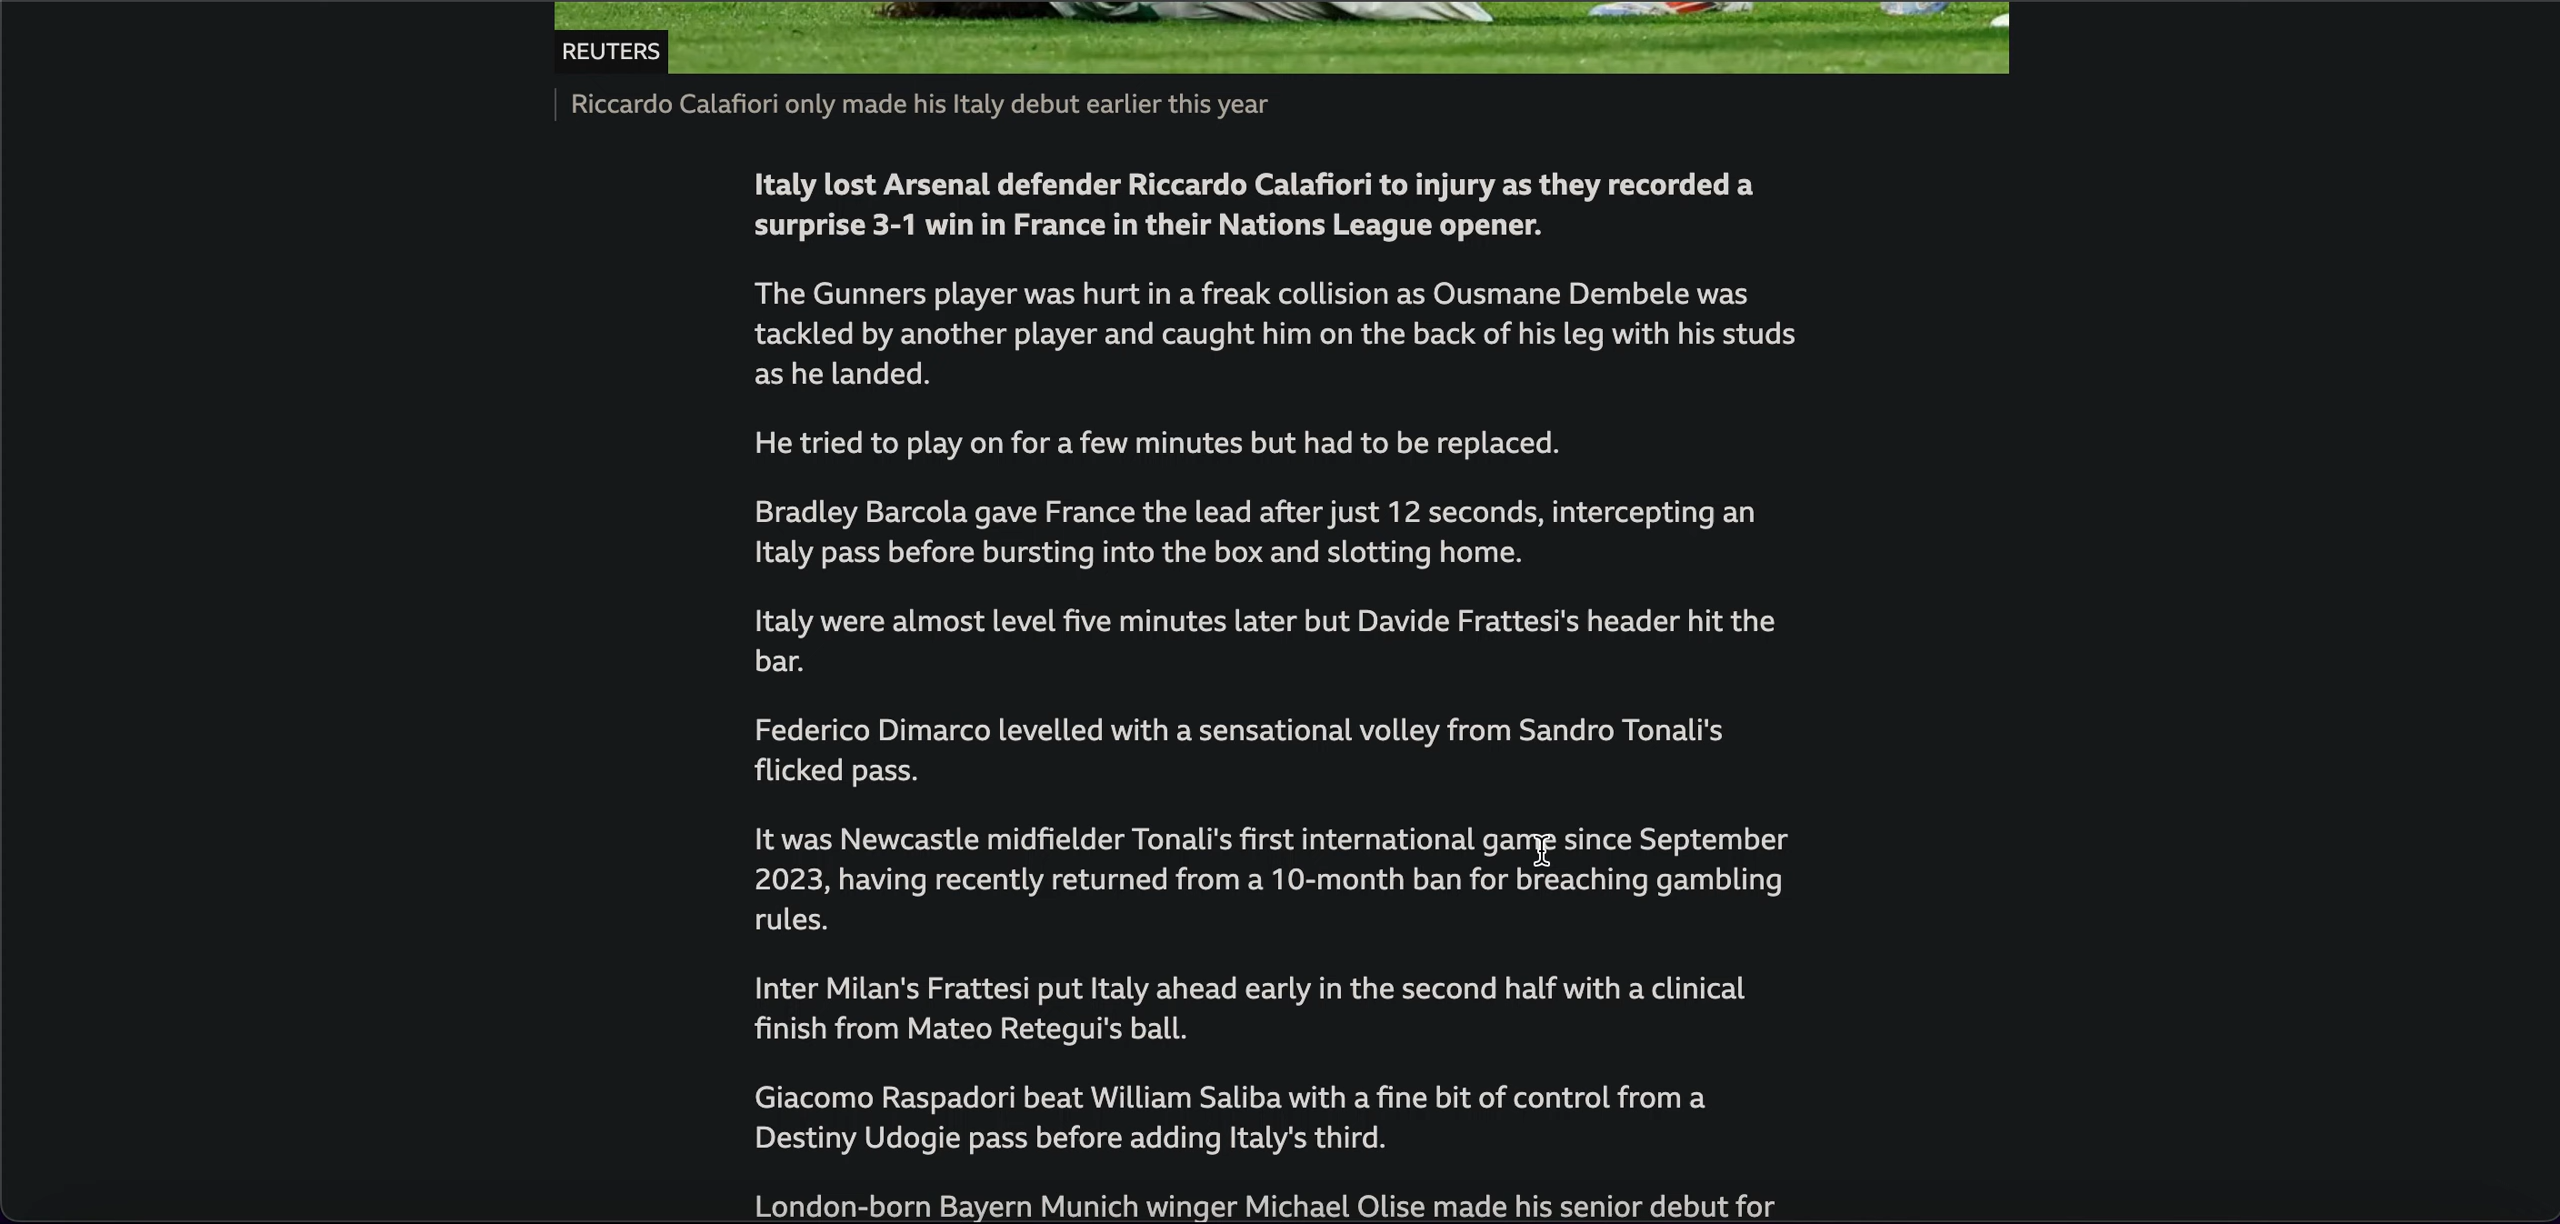 REUTERS
Riccardo Calafiori only made his Italy debut earlier this year
Italy lost Arsenal defender Riccardo Calafiori to injury as they recorded a
surprise 3-1 win in France in their Nations League opener.
The Gunners player was hurt in a freak collision as Ousmane Dembele was
tackled by another player and caught him on the back of his leg with his studs
as he landed.
He tried to play on for a few minutes but had to be replaced.
Bradley Barcola gave France the lead after just 12 seconds, intercepting an
Italy pass before bursting into the box and slotting home.
Italy were almost level five minutes later but Davide Frattesi's header hit the
bar.
Federico Dimarco levelled with a sensational volley from Sandro Tonali's
flicked pass.
It was Newcastle midfielder Tonali's first international game since September
2023, having recently returned from a 10-month ban for breaching gambling
rules.
Inter Milan's Frattesi put Italy ahead early in the second half with a clinical
finish from Mateo Retegui's ball.
Giacomo Raspadori beat William Saliba with a fine bit of control from a
Destiny Udogie pass before adding Italy's third.
London-born Bayern Munich winger Michael Olise made his senior debut for